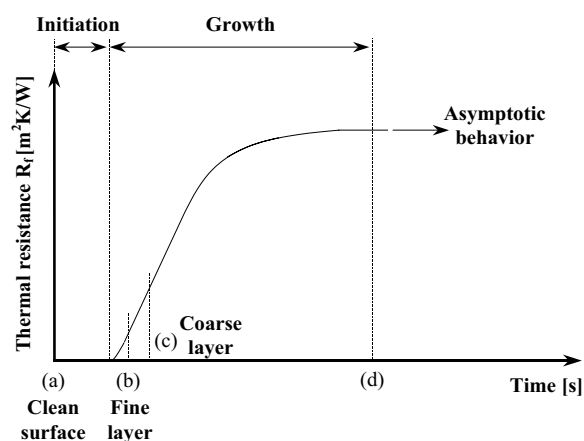 Initiation
Growth
Thermal resistance R_f [m²K/W]
Asymptotic
behavior
(c) Coarse
layer
(a)
(b)
(d)
Time [s]
Clean
surface
Fine
layer